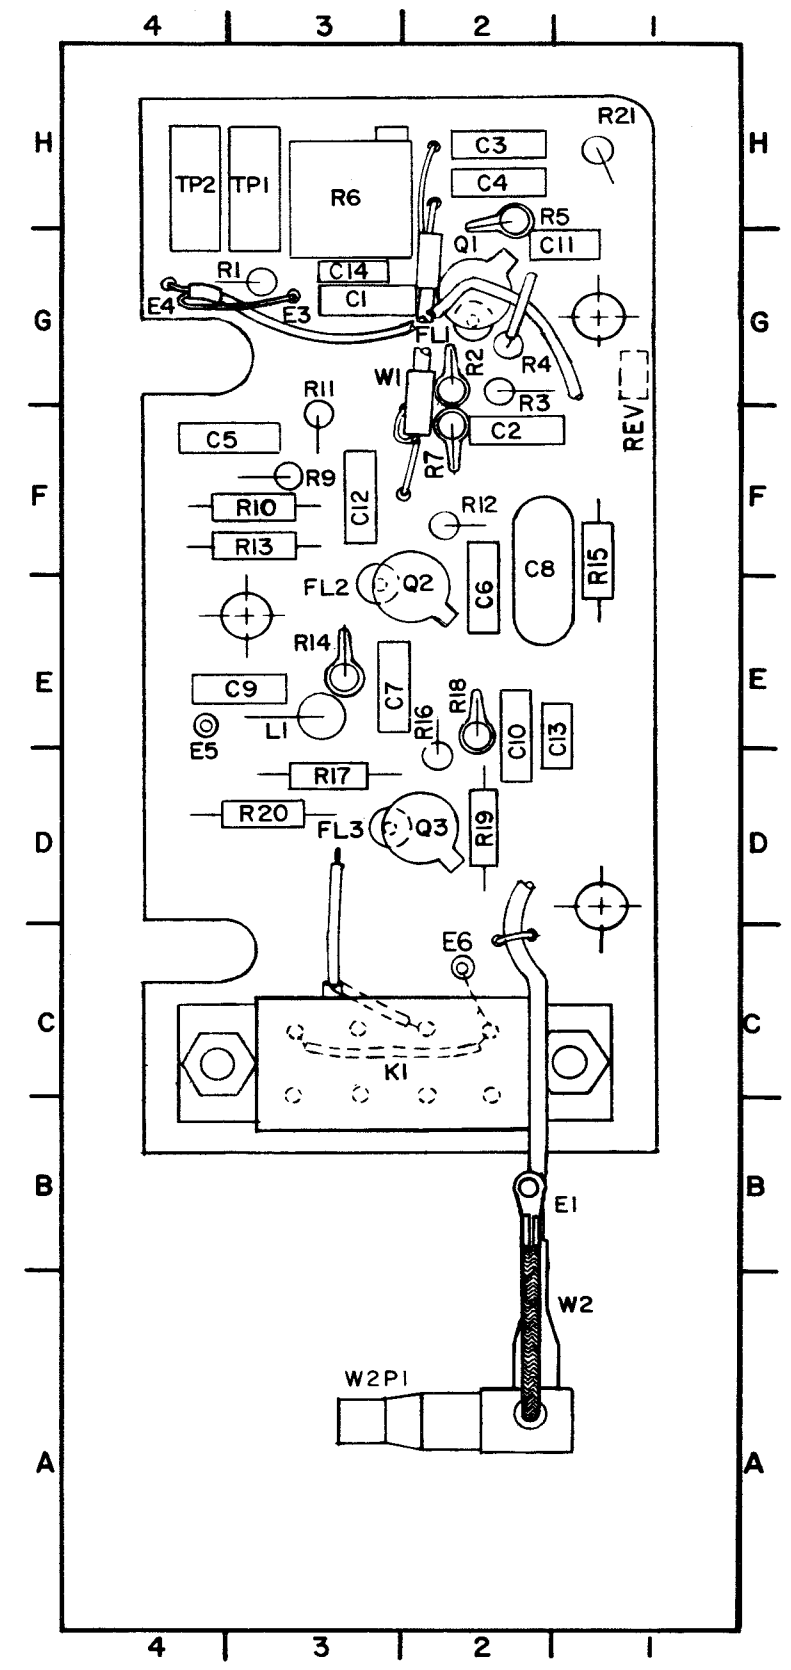 4 3 2 1
R21
H C3 H
TP2 TP1 R6 C4
R5
Q1 C11
R1 C14
C1
E4 E3
G FL1 G
R2 R4
W1
R11 R3
REV
C5 C2
R7
R9
F R10 C12 R12 F
R13
C8 R15
FL2 Q2 C6
R14
E C9 C7 R18 E
L1 R16 C10 C13
E5
R17
R20 FL3 Q3 R19
D D
E6
C C
K1
B B
E1
W2
W2P1
A A
4 3 2 1